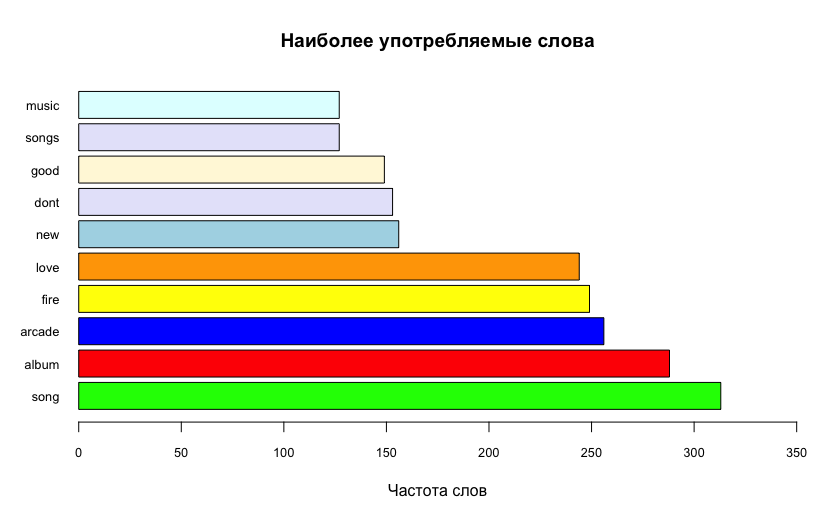 Наиболее употребляемые слова
music
songs
good
dont
new
love
fire
arcade
album
song
0 50 100 150 200 250 300 350
Частота слов